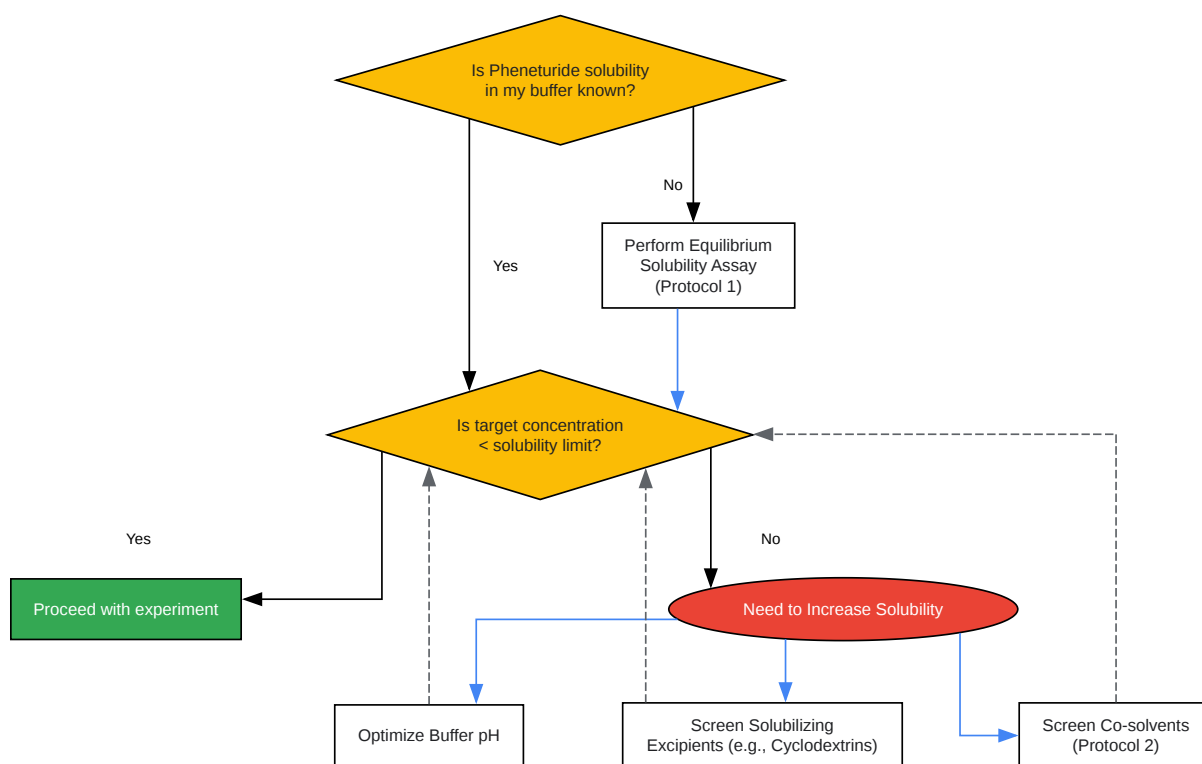 Is Pheneturide solubility
in my buffer known?
No
Perform Equilibrium
Solubility Assay
(Protocol 1)
Yes
Is target concentration
< solubility limit?
Yes
No
Proceed with experiment
Need to Increase Solubility
Optimize Buffer pH
Screen Solubilizing
Excipients (e.g., Cyclodextrins)
Screen Co-solvents
(Protocol 2)